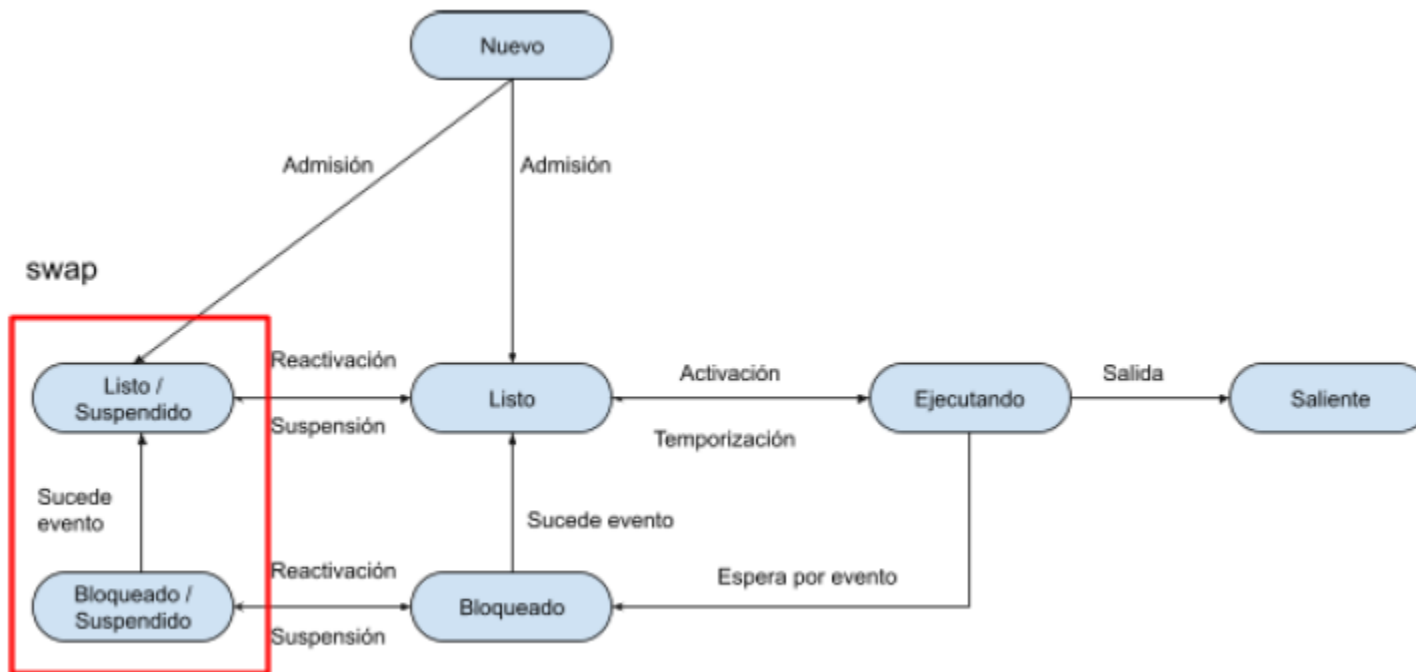 Nuevo
Admisión
Admisión
swap
Reactivación
Listo /
Suspendido
Suspensión
Listo
Activación
Temporización
Ejecutando
Salida
Saliente
Sucede
evento
Sucede evento
Reactivación
Bloqueado /
Suspendido
Suspensión
Bloqueado
Espera por evento